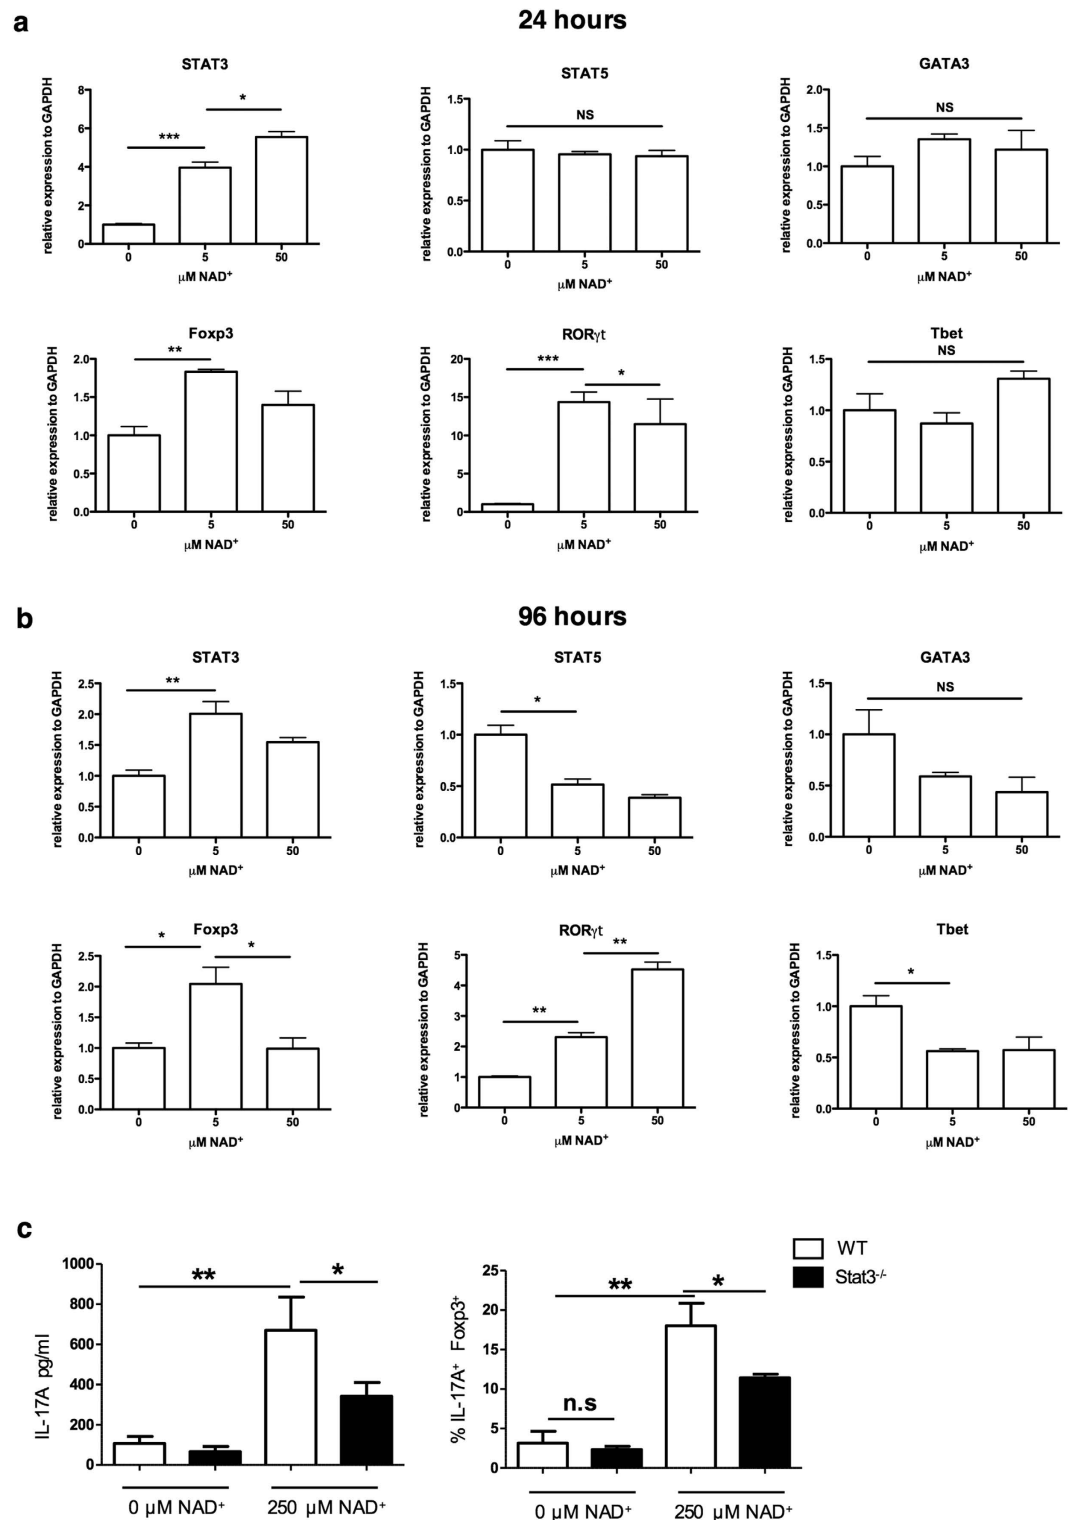 a
24 hours
STAT3
relative expression to GAPDH
8
6
4
2
0
***
*
0 5 50
μM NAD⁺
STAT5
relative expression to GAPDH
1.5
1.0
0.5
0.0
NS
0 5 50
μM NAD⁺
GATA3
relative expression to GAPDH
2.0
1.5
1.0
0.5
0.0
NS
0 5 50
μM NAD⁺
Foxp3
relative expression to GAPDH
2.0
1.5
1.0
0.5
0.0
**
0 5 50
μM NAD⁺
RORγt
relative expression to GAPDH
20
15
10
5
0
***
*
0 5 50
μM NAD⁺
Tbet
relative expression to GAPDH
1.5
1.0
0.5
0.0
NS
0 5 50
μM NAD⁺
b
96 hours
STAT3
relative expression to GAPDH
2.5
2.0
1.5
1.0
0.5
0.0
**
0 5 50
μM NAD⁺
STAT5
relative expression to GAPDH
1.5
1.0
0.5
0.0
*
0 5 50
μM NAD⁺
GATA3
relative expression to GAPDH
1.5
1.0
0.5
0.0
NS
0 5 50
μM NAD⁺
Foxp3
relative expression to GAPDH
2.5
2.0
1.5
1.0
0.5
0.0
*
*
0 5 50
μM NAD⁺
RORγt
relative expression to GAPDH
5
4
3
2
1
0
**
**
0 5 50
μM NAD⁺
Tbet
relative expression to GAPDH
1.5
1.0
0.5
0.0
*
0 5 50
μM NAD⁺
c
IL-17A pg/ml
1000
800
600
400
200
0
**
*
0 μM NAD⁺
250 μM NAD⁺
% IL-17A⁺ Foxp3⁺
25
20
15
10
5
0
n.s
**
*
0 μM NAD⁺
250 μM NAD⁺
WT
Stat3⁻/⁻